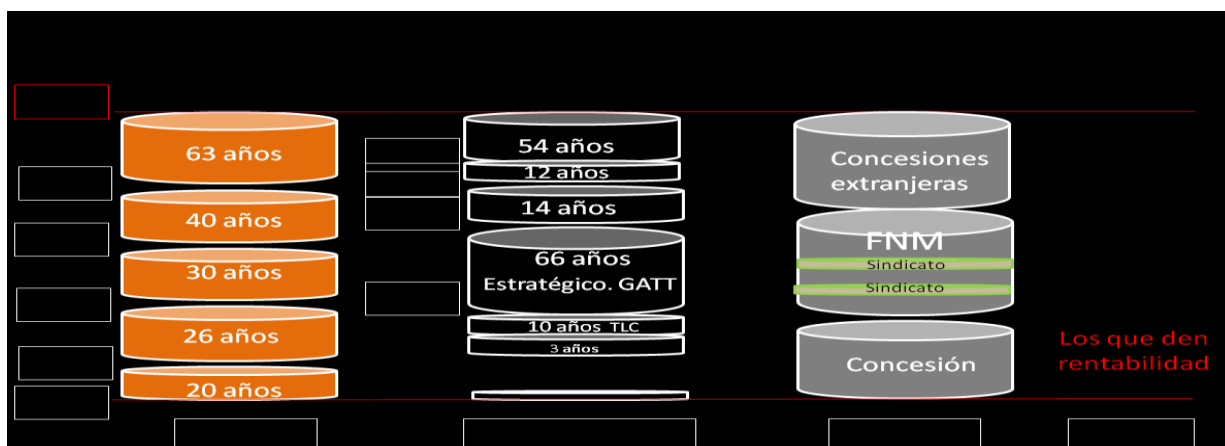 63 años
40 años
30 años
26 años
20 años
54 años
12 años
14 años
66 años
Estratégico. GATT
10 años TLC
3 años
Concesiones
extranjeras
FNM
Sindicato
Sindicato
Concesión
Los que den
rentabilidad